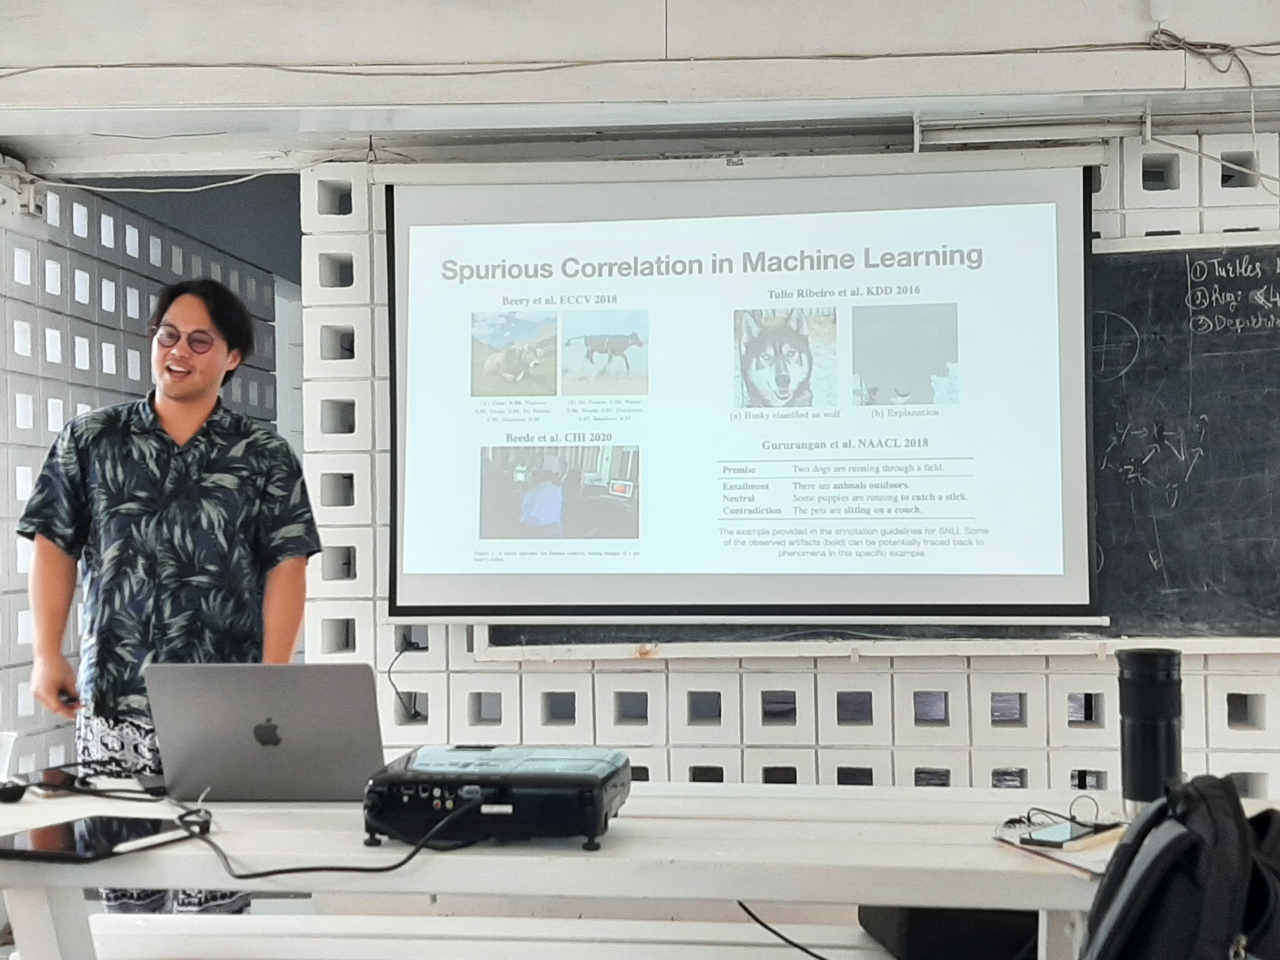 Spurious Correlation in Machine Learning
Beery et al. ECCV 2018
Tulio Ribeiro et al. KDD 2016
(a) Husky classified as wolf
(b) Explanation
Beede et al. CHI 2020
Gururangan et al. NAACL 2018
Premise Two dogs are running through a field.
Entailment There are animals outdoors.
Neutral Some puppies are running to catch a stick.
Contradiction The pets are sitting on a couch.
The example provided in the annotation guidelines for SNLI. Some
of the observed artifacts (bold) can be potentially traced back to
phenomena in this specific example.
① Turtles
②
③